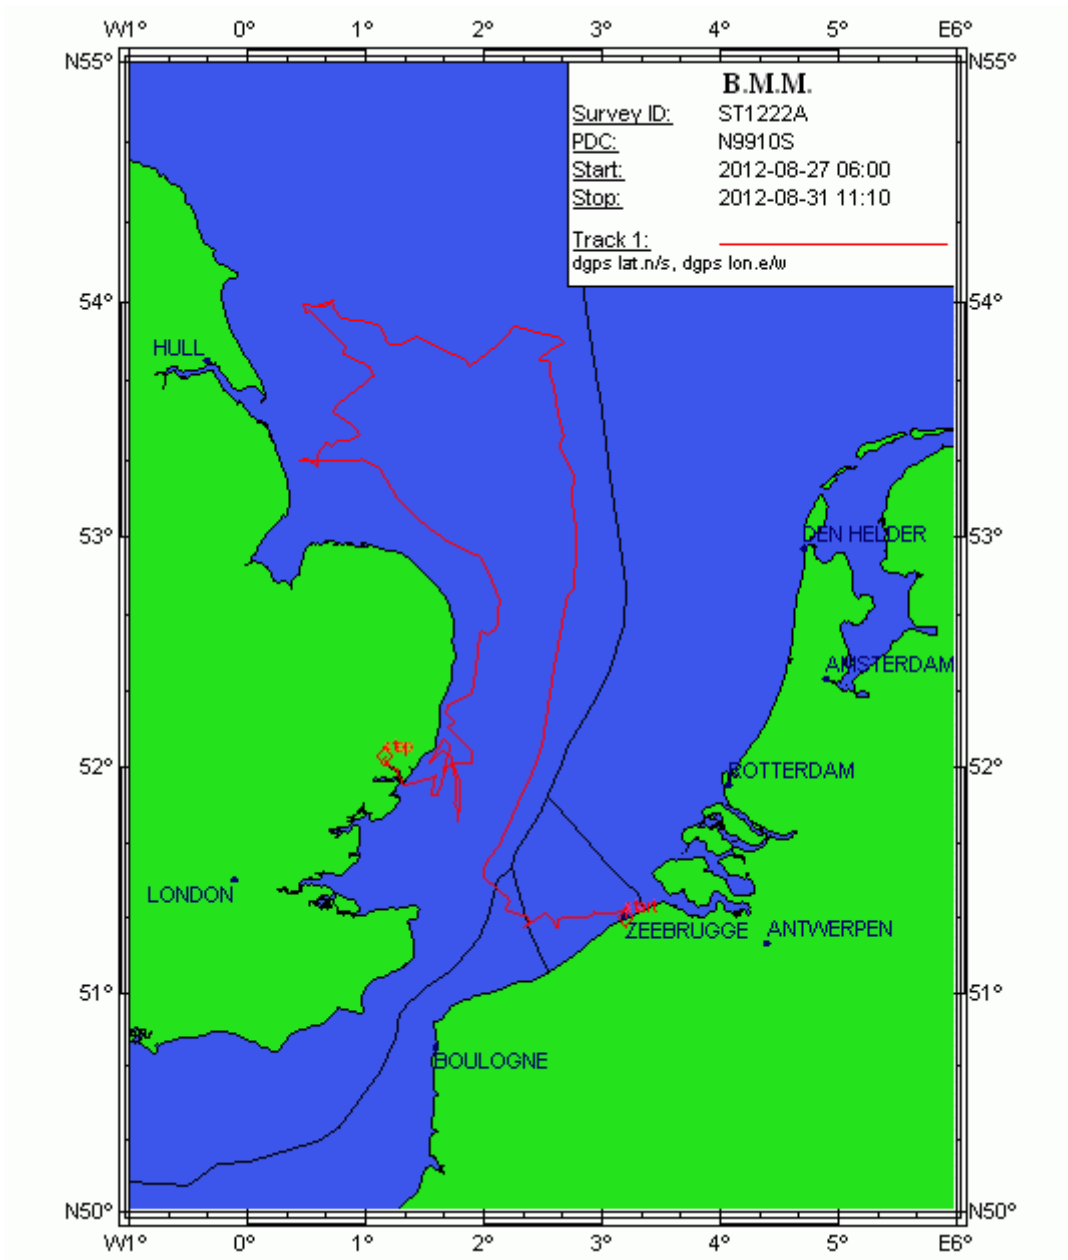 W1° 0° 1° 2° 3° 4° 5° E6°
N55° N55°
B.M.M.
Survey ID: ST1222A
PDC: N9910S
Start: 2012-08-27 06:00
Stop: 2012-08-31 11:10
Track 1:
dgps lat.n/s, dgps lon.e/w
54° 54°
HULL
53° 53°
DEN HELDER
AMSTERDAM
52° 52°
ROTTERDAM
LONDON
ZEEBRUGGE ANTWERPEN
51° 51°
BOULOGNE
N50° N50°
W1° 0° 1° 2° 3° 4° 5° E6°